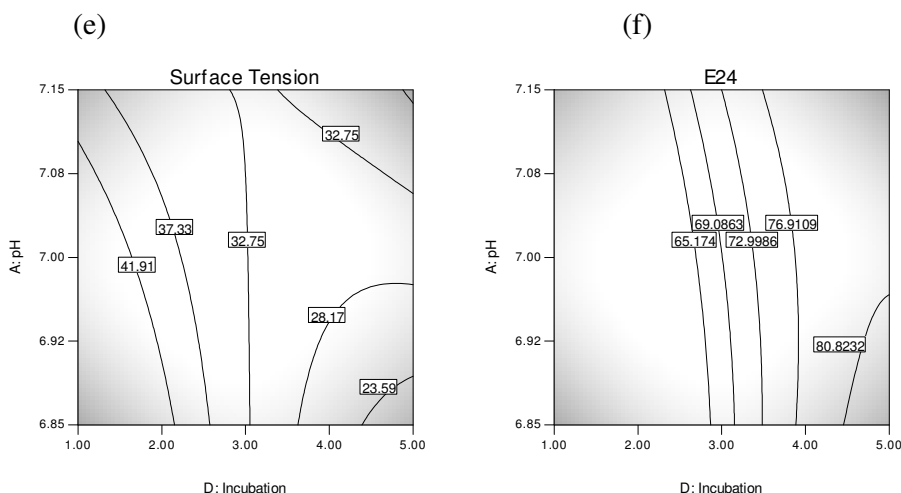 (e)
Surface Tension
A: pH
7.15
7.08
7.00
6.92
6.85
32.75
37.33
32.75
41.91
28.17
23.59
1.00 2.00 3.00 4.00 5.00
D: Incubation
(f)
E24
A: pH
7.15
7.08
7.00
6.92
6.85
69.0863 76.9109
65.174 72.9986
80.8232
1.00 2.00 3.00 4.00 5.00
D: Incubation